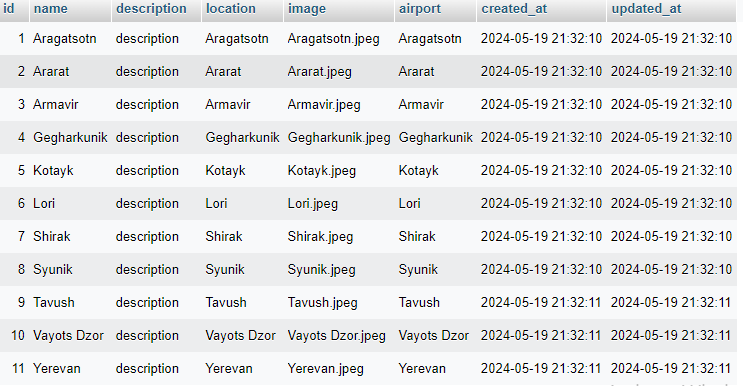 id name description location image airport created_at updated_at
1 Aragatsotn description Aragatsotn Aragatsotn.jpeg Aragatsotn 2024-05-19 21:32:10 2024-05-19 21:32:10
2 Ararat description Ararat Ararat.jpeg Ararat 2024-05-19 21:32:10 2024-05-19 21:32:10
3 Armavir description Armavir Armavir.jpeg Armavir 2024-05-19 21:32:10 2024-05-19 21:32:10
4 Gegharkunik description Gegharkunik Gegharkunik.jpeg Gegharkunik 2024-05-19 21:32:10 2024-05-19 21:32:10
5 Kotayk description Kotayk Kotayk.jpeg Kotayk 2024-05-19 21:32:10 2024-05-19 21:32:10
6 Lori description Lori Lori.jpeg Lori 2024-05-19 21:32:10 2024-05-19 21:32:10
7 Shirak description Shirak Shirak.jpeg Shirak 2024-05-19 21:32:10 2024-05-19 21:32:10
8 Syunik description Syunik Syunik.jpeg Syunik 2024-05-19 21:32:10 2024-05-19 21:32:10
9 Tavush description Tavush Tavush.jpeg Tavush 2024-05-19 21:32:11 2024-05-19 21:32:11
10 Vayots Dzor description Vayots Dzor Vayots Dzor.jpeg Vayots Dzor 2024-05-19 21:32:11 2024-05-19 21:32:11
11 Yerevan description Yerevan Yerevan.jpeg Yerevan 2024-05-19 21:32:11 2024-05-19 21:32:11